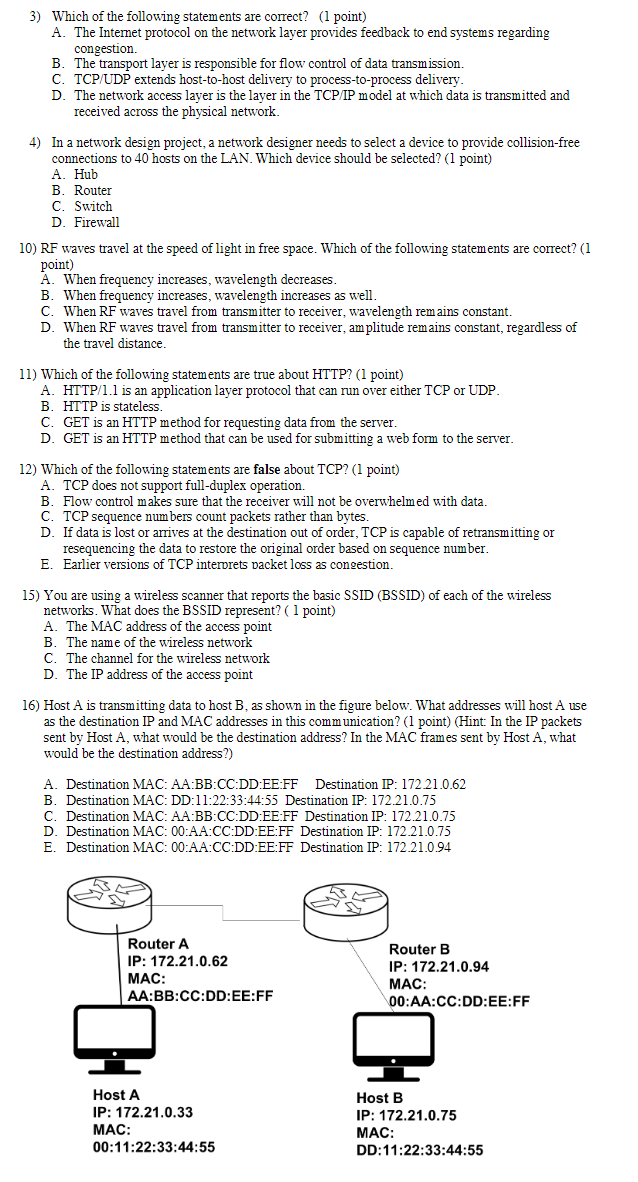 3) Which of the following statements are correct? (1 point)
A. The Internet protocol on the network layer provides feedback to end systems regarding
congestion.
B. The transport layer is responsible for flow control of data transmission.
C. TCP/UDP extends host-to-host delivery to process-to-process delivery.
D. The network access layer is the layer in the TCP/IP model at which data is transmitted and
received across the physical network.
4) In a network design project, a network designer needs to select a device to provide collision-free
connections to 40 hosts on the LAN. Which device should be selected? (1 point)
A. Hub
B. Router
C. Switch
D. Firewall
10) RF waves travel at the speed of light in free space. Which of the following statements are correct? (1
point)
A. When frequency increases, wavelength decreases.
B. When frequency increases, wavelength increases as well.
C. When RF waves travel from transmitter to receiver, wavelength remains constant.
D. When RF waves travel from transmitter to receiver, amplitude remains constant, regardless of
the travel distance.
11) Which of the following statements are true about HTTP? (1 point)
A. HTTP/1.1 is an application layer protocol that can run over either TCP or UDP.
B. HTTP is stateless.
C. GET is an HTTP method for requesting data from the server.
D. GET is an HTTP method that can be used for submitting a web form to the server.
12) Which of the following statements are false about TCP? (1 point)
A. TCP does not support full-duplex operation.
B. Flow control makes sure that the receiver will not be overwhelmed with data.
C. TCP sequence numbers count packets rather than bytes.
D. If data is lost or arrives at the destination out of order, TCP is capable of retransmitting or
resequencing the data to restore the original order based on sequence number.
E. Earlier versions of TCP interprets packet loss as congestion.
15) You are using a wireless scanner that reports the basic SSID (BSSID) of each of the wireless
networks. What does the BSSID represent? ( 1 point)
A. The MAC address of the access point
B. The name of the wireless network
C. The channel for the wireless network
D. The IP address of the access point
16) Host A is transmitting data to host B, as shown in the figure below. What addresses will host A use
as the destination IP and MAC addresses in this communication? (1 point) (Hint: In the IP packets
sent by Host A, what would be the destination address? In the MAC frames sent by Host A, what
would be the destination address?)
A. Destination MAC: AA:BB:CC:DD:EE:FF Destination IP: 172.21.0.62
B. Destination MAC: DD:11:22:33:44:55 Destination IP: 172.21.0.75
C. Destination MAC: AA:BB:CC:DD:EE:FF Destination IP: 172.21.0.75
D. Destination MAC: 00:AA:CC:DD:EE:FF Destination IP: 172.21.0.75
E. Destination MAC: 00:AA:CC:DD:EE:FF Destination IP: 172.21.0.94
Router A
IP: 172.21.0.62
MAC:
AA:BB:CC:DD:EE:FF
Router B
IP: 172.21.0.94
MAC:
00:AA:CC:DD:EE:FF
Host A
IP: 172.21.0.33
MAC:
00:11:22:33:44:55
Host B
IP: 172.21.0.75
MAC:
DD:11:22:33:44:55